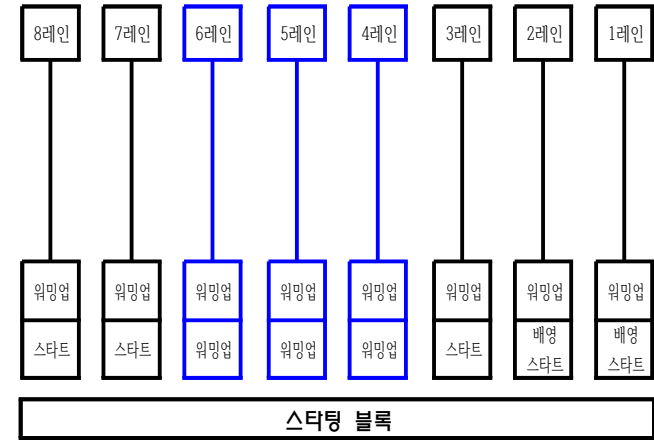 8레인 7레인 6레인 5레인 4레인 3레인 2레인 1레인
워밍업 워밍업 워밍업 워밍업 워밍업 워밍업 워밍업 워밍업
스타트 스타트 워밍업 워밍업 워밍업 스타트 배영 스타트 배영 스타트
스타팅 블록